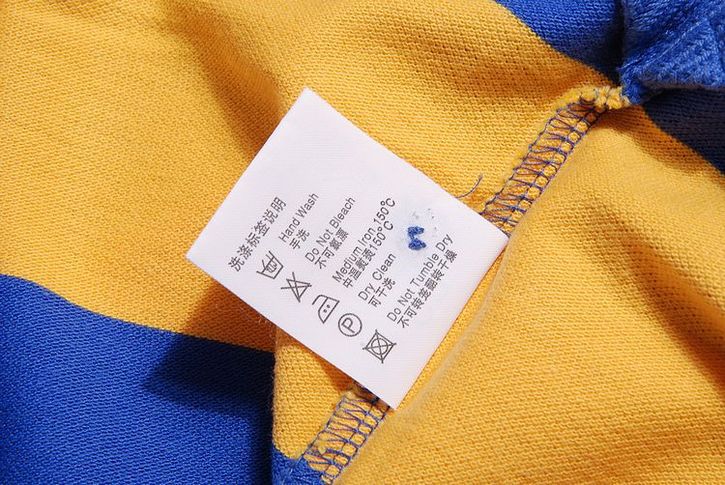 洗涤标签说明
Hand Wash
手洗
Do Not Bleach
不可氯漂
Medium Iron 150℃
中温熨烫150℃
Dry Clean
可干洗
P
Do Not Tumble Dry
不可转笼翻转干燥